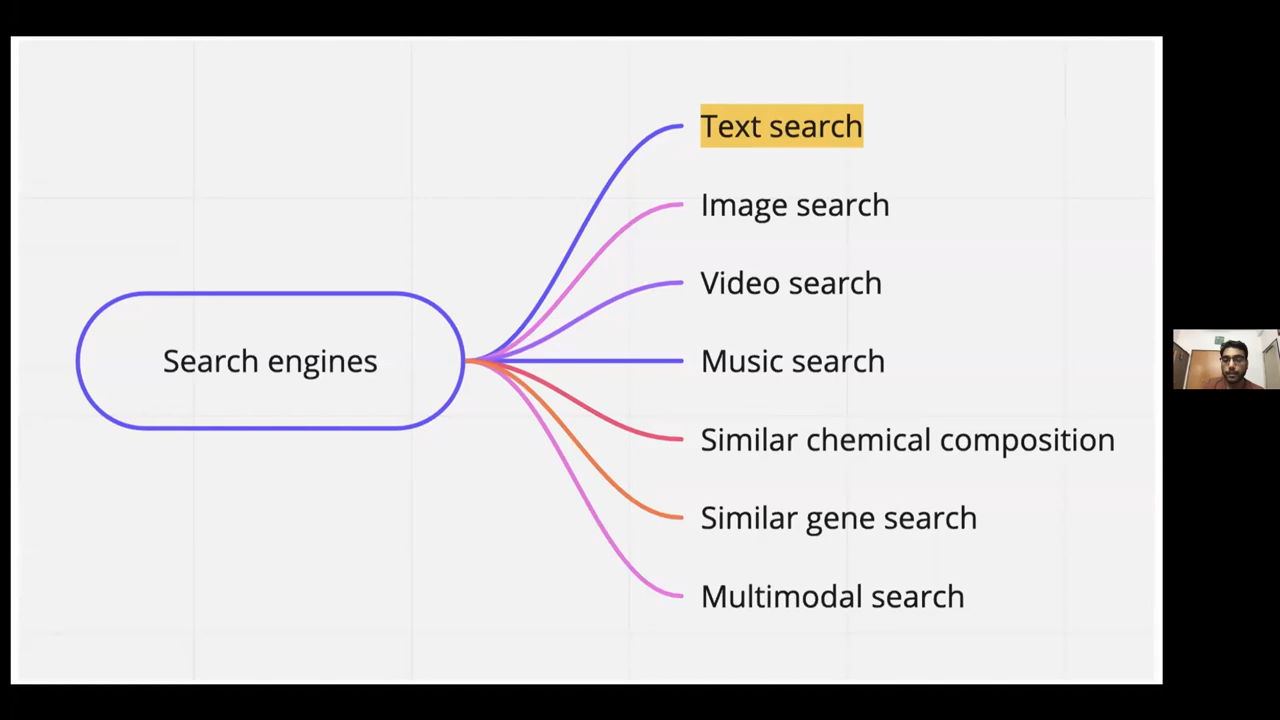 Text search
Image search
Video search
Search engines
Music search
Similar chemical composition
Similar gene search
Multimodal search